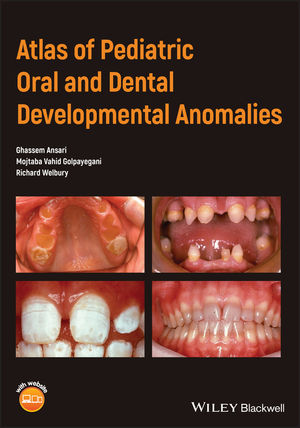 Atlas of Pediatric
Oral and Dental
Developmental Anomalies
Ghassem Ansari
Mojtaba Vahid Golpayegani
Richard Welbury
with website
WILEY Blackwell